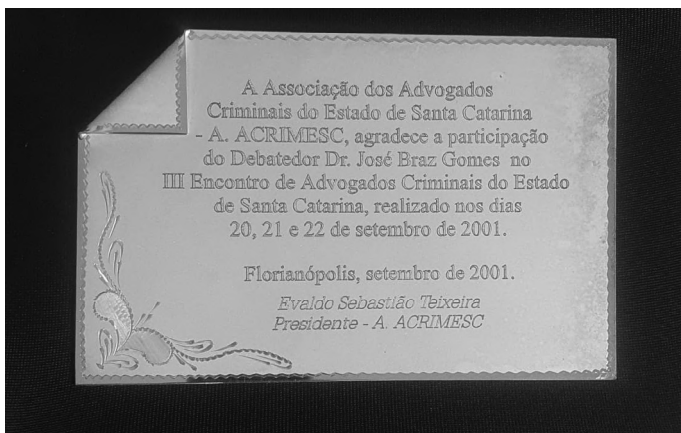 A Associação dos Advogados
Criminais do Estado de Santa Catarina
- A. ACRIMESC, agradece a participação
do Debatedor Dr. José Braz Gomes no
III Encontro de Advogados Criminais do Estado
de Santa Catarina, realizado nos dias
20, 21 e 22 de setembro de 2001.
Florianópolis, setembro de 2001.
Evaldo Sebastião Teixeira
Presidente - A. ACRIMESC